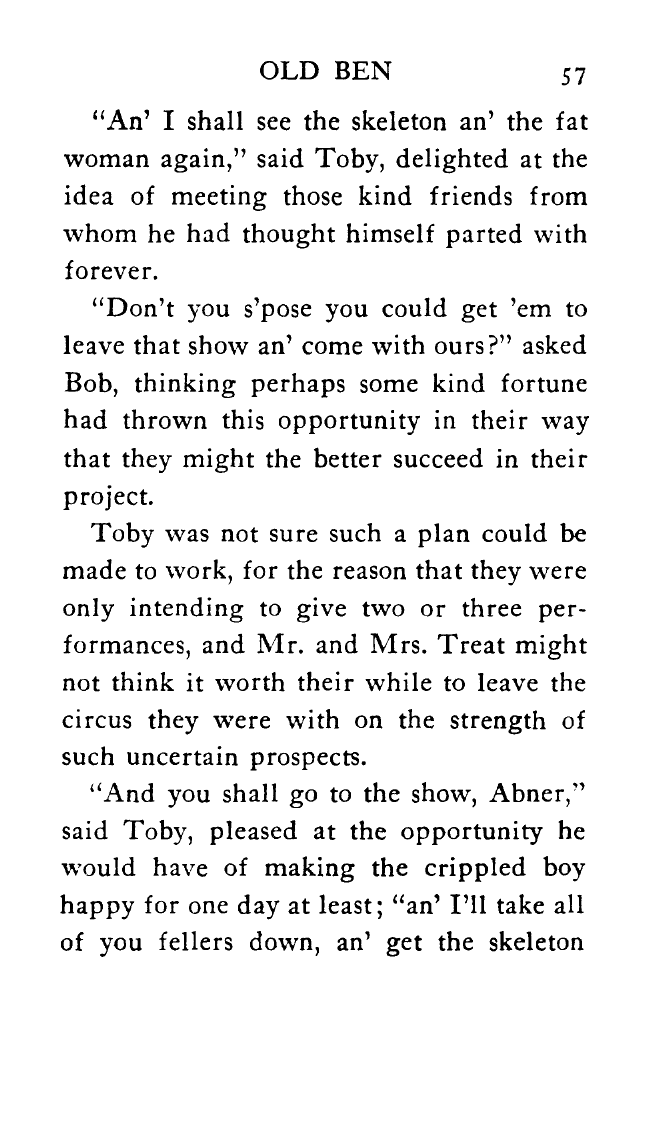 OLD BEN 57
“An’ I shall see the skeleton an’ the fat
woman again,” said Toby, delighted at the
idea of meeting those kind friends from
whom he had thought himself parted with
forever.
“Don’t you s’pose you could get ’em to
leave that show an’ come with ours?” asked
Bob, thinking perhaps some kind fortune
had thrown this opportunity in their way
that they might the better succeed in their
project.
Toby was not sure such a plan could be
made to work, for the reason that they were
only intending to give two or three per-
formances, and Mr. and Mrs. Treat might
not think it worth their while to leave the
circus they were with on the strength of
such uncertain prospects.
“And you shall go to the show, Abner,”
said Toby, pleased at the opportunity he
would have of making the crippled boy
happy for one day at least; “an’ I’ll take all
of you fellers down, an’ get the skeleton